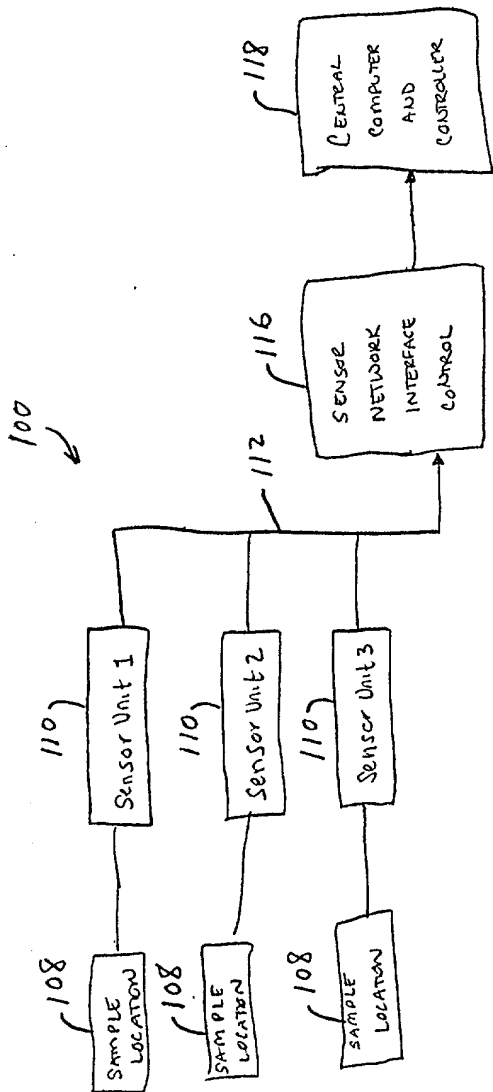 100
108
SAMPLE
LOCATION
110
Sensor Unit 1
108
SAMPLE
LOCATION
110
Sensor Unit 2
108
SAMPLE
LOCATION
110
Sensor Unit 3
112
116
SENSOR
NETWORK
INTERFACE
CONTROL
118
CENTRAL
COMPUTER
AND
CONTROLLER